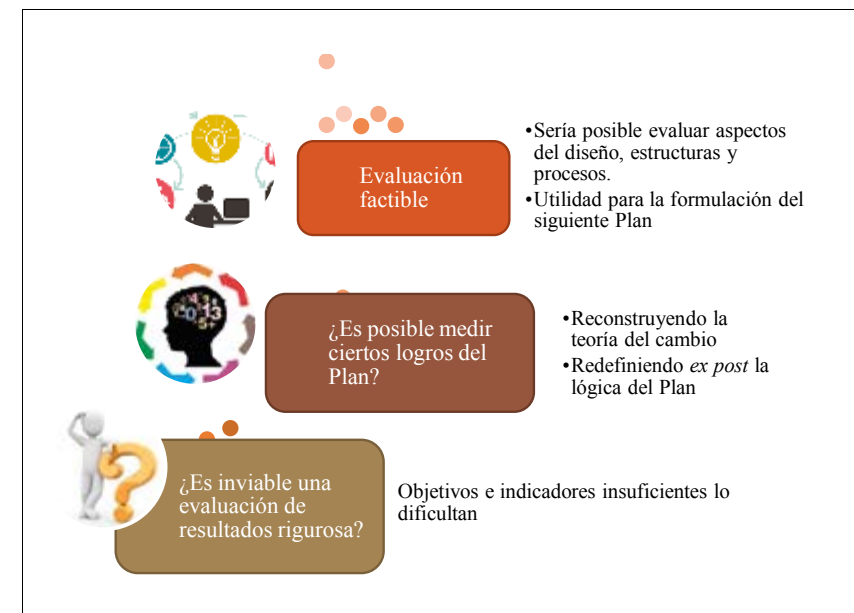 Evaluación
factible
•Sería posible evaluar aspectos
del diseño, estructuras y
procesos.
•Utilidad para la formulación del
siguiente Plan
¿Es posible medir
ciertos logros del
Plan?
•Reconstruyendo la
teoría del cambio
•Redefiniendo ex post la
lógica del Plan
¿Es inviable una
evaluación de
resultados rigurosa?
Objetivos e indicadores insuficientes lo
dificultan